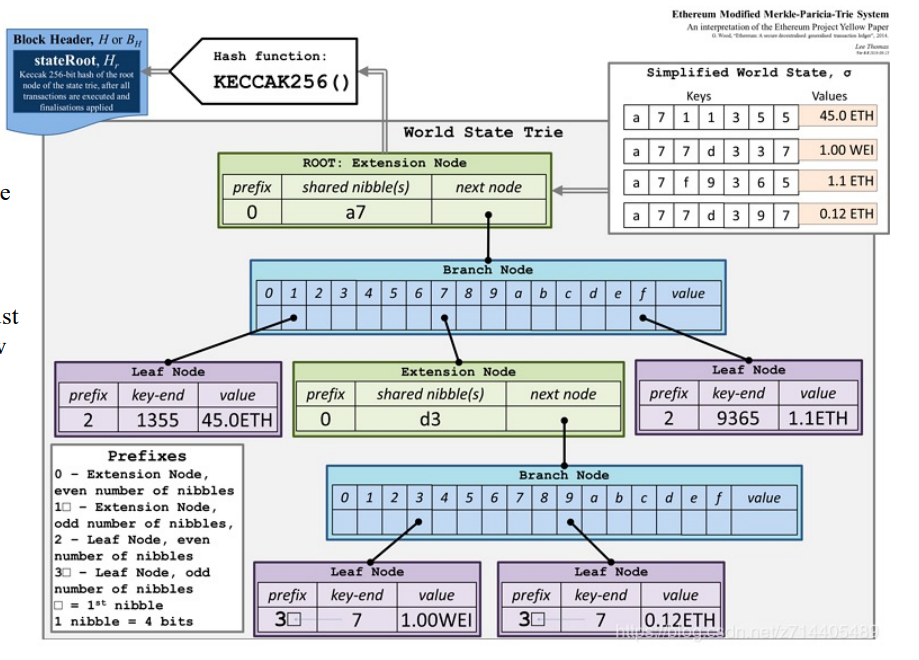 Ethereum Modified Merkle-Paricia-Trie System
An interpretation of the Ethereum Project Yellow Paper
G. Wood, "Ethereum: A secure decentralised generalised transaction ledger", 2014.
Lee Thomas
Block Header, H or B_H
stateRoot, H_r
Keccak 256-bit hash of the root
node of the state trie, after all
transactions are executed and
finalisations applied
Hash function:
KECCAK256()
Simplified World State, σ
Keys Values
a 7 1 1 3 5 5 45.0 ETH
a 7 7 d 3 3 7 1.00 WEI
a 7 f 9 3 6 5 1.1 ETH
a 7 7 d 3 9 7 0.12 ETH
World State Trie
ROOT: Extension Node
prefix shared nibble(s) next node
0 a7
e
Branch Node
0 1 2 3 4 5 6 7 8 9 a b c d e f value
st
Leaf Node
prefix key-end value
2 1355 45.0ETH
Extension Node
prefix shared nibble(s) next node
0 d3
Leaf Node
prefix key-end value
2 9365 1.1ETH
Prefixes
0 - Extension Node,
even number of nibbles
1□ - Extension Node,
odd number of nibbles,
2 - Leaf Node, even
number of nibbles
3□ - Leaf Node, odd
number of nibbles
□ = 1st nibble
1 nibble = 4 bits
Branch Node
0 1 2 3 4 5 6 7 8 9 a b c d e f value
Leaf Node
prefix key-end value
3□ 7 1.00WEI
Leaf Node
prefix key-end value
3□ 7 0.12ETH
https://blog.csdn.net/z714405489